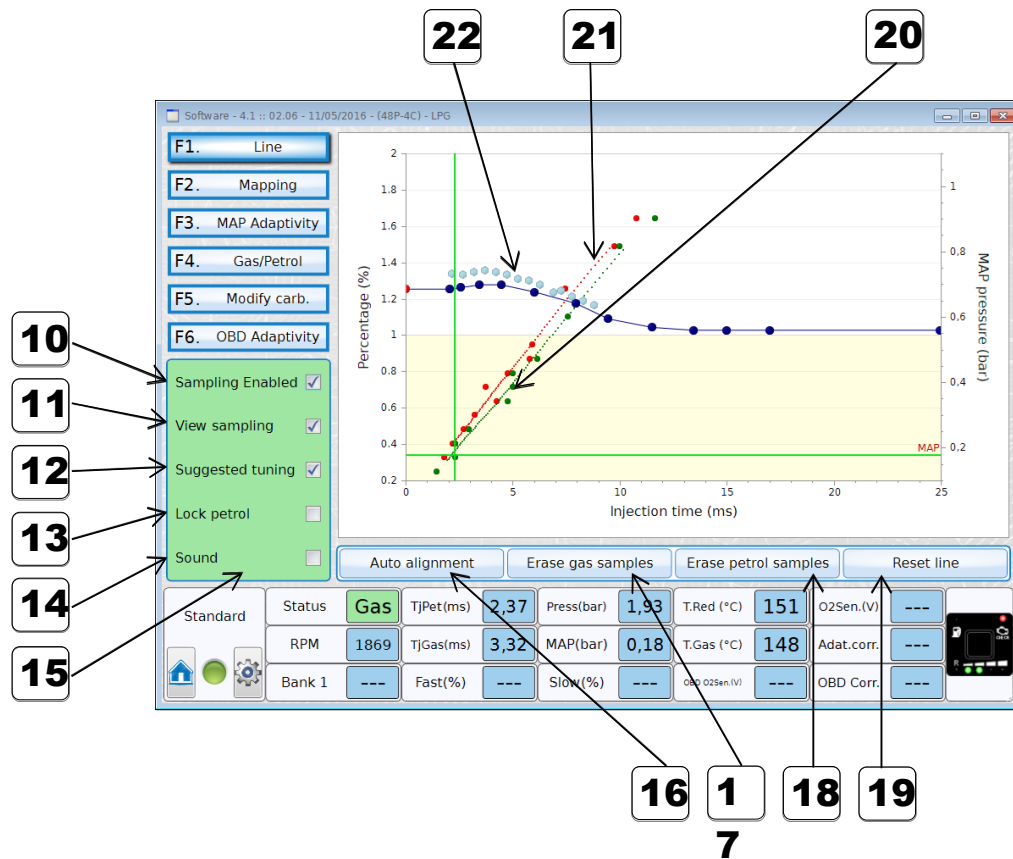 22 21 20
Software - 4.1 :: 02.06 - 11/05/2016 - (48P-4C) - LPG
F1. Line
F2. Mapping
F3. MAP Adaptivity
F4. Gas/Petrol
F5. Modify carb.
F6. OBD Adaptivity
10
11
12
13
14
15
Sampling Enabled
View sampling
Suggested tuning
Lock petrol
Sound
Percentage (%)
2
1.8
1.6
1.4
1.2
1
0.8
0.6
0.4
0.2
0 5 10 15 20 25
Injection time (ms)
1
0.8
0.6
0.4
0.2
MAP
MAP pressure (bar)
Auto alignment Erase gas samples Erase petrol samples Reset line
Standard
Status Gas TjPet(ms) 2,37 Press(bar) 1,93 T.Red (°C) 151 O2Sen.(V) ---
RPM 1869 TjGas(ms) 3,32 MAP(bar) 0,18 T.Gas (°C) 148 Adat.corr. ---
Bank 1 --- Fast(%) --- Slow(%) --- OBD O2Sen.(V) --- OBD Corr. ---
CHECK
R
16 1 18 19
7